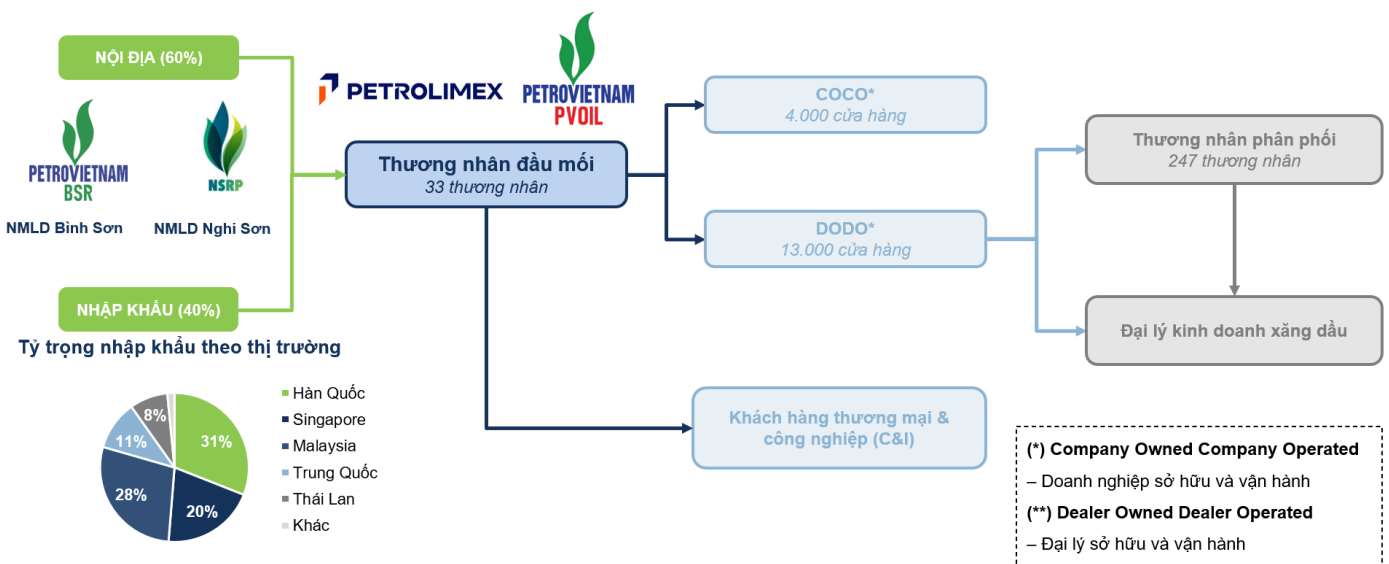 NỘI ĐỊA (60%)
PETROVIETNAM
BSR
NSRP
NMLD Bình Sơn
NMLD Nghi Sơn
NHẬP KHẨU (40%)
PETROLIMEX
PETROVIETNAM
PVOIL
Thương nhân đầu mối
33 thương nhân
COCO*
4.000 cửa hàng
DODO*
13.000 cửa hàng
Thương nhân phân phối
247 thương nhân
Đại lý kinh doanh xăng dầu
Khách hàng thương mại &
công nghiệp (C&I)
Tỷ trọng nhập khẩu theo thị trường
31%
20%
28%
11%
8%
Hàn Quốc
Singapore
Malaysia
Trung Quốc
Thái Lan
Khác
(*) Company Owned Company Operated
– Doanh nghiệp sở hữu và vận hành
(**) Dealer Owned Dealer Operated
– Đại lý sở hữu và vận hành